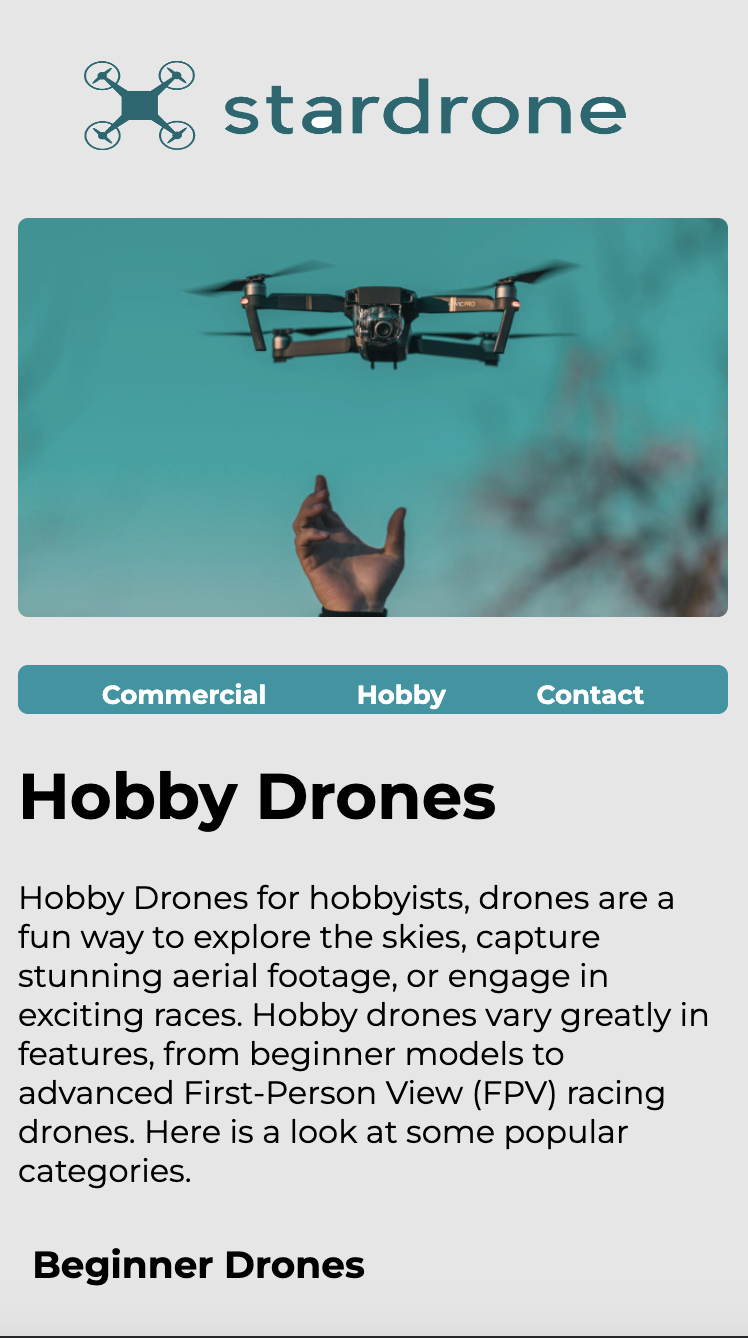 stardrone
Commercial Hobby Contact
Hobby Drones
Hobby Drones for hobbyists, drones are a
fun way to explore the skies, capture
stunning aerial footage, or engage in
exciting races. Hobby drones vary greatly in
features, from beginner models to
advanced First-Person View (FPV) racing
drones. Here is a look at some popular
categories.
Beginner Drones